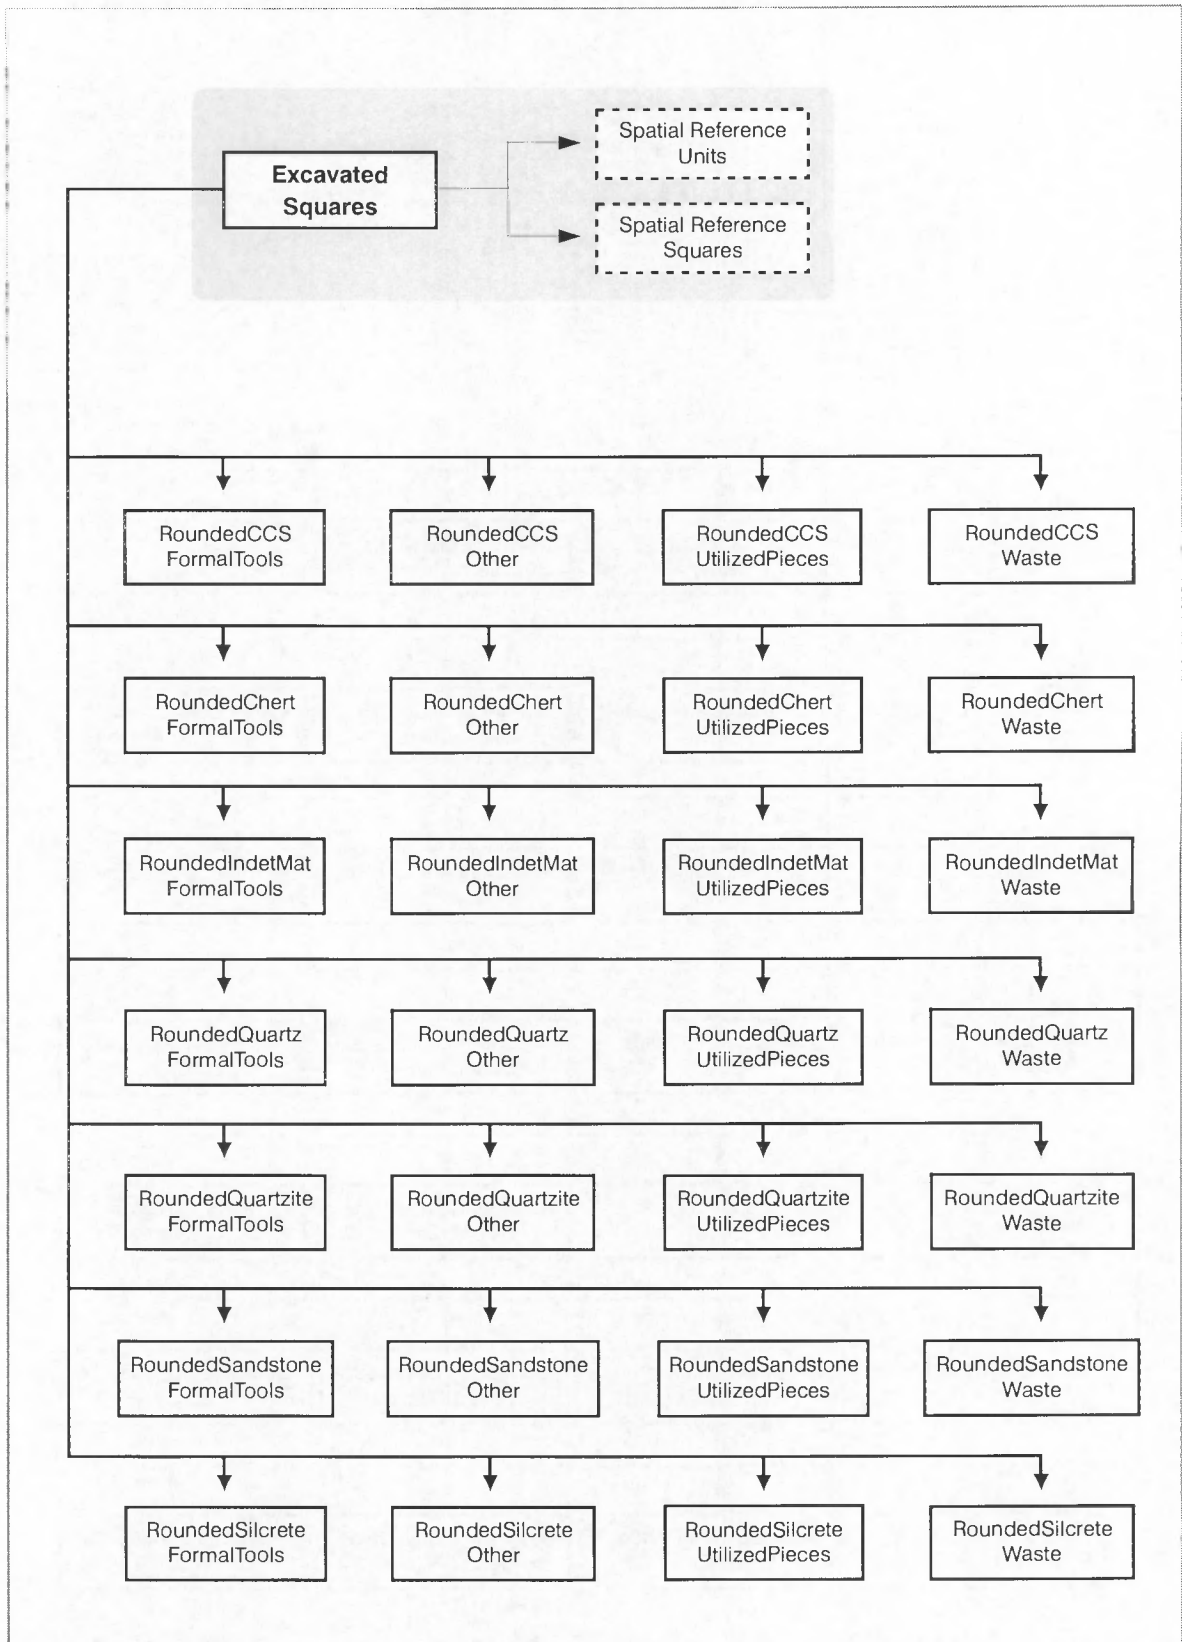 Excavated
Squares
Spatial Reference
Units
Spatial Reference
Squares
RoundedCCS
FormalTools
RoundedCCS
Other
RoundedCCS
UtilizedPieces
RoundedCCS
Waste
RoundedChert
FormalTools
RoundedChert
Other
RoundedChert
UtilizedPieces
RoundedChert
Waste
RoundedIndetMat
FormalTools
RoundedIndetMat
Other
RoundedIndetMat
UtilizedPieces
RoundedIndetMat
Waste
RoundedQuartz
FormalTools
RoundedQuartz
Other
RoundedQuartz
UtilizedPieces
RoundedQuartz
Waste
RoundedQuartzite
FormalTools
RoundedQuartzite
Other
RoundedQuartzite
UtilizedPieces
RoundedQuartzite
Waste
RoundedSandstone
FormalTools
RoundedSandstone
Other
RoundedSandstone
UtilizedPieces
RoundedSandstone
Waste
RoundedSilcrete
FormalTools
RoundedSilcrete
Other
RoundedSilcrete
UtilizedPieces
RoundedSilcrete
Waste